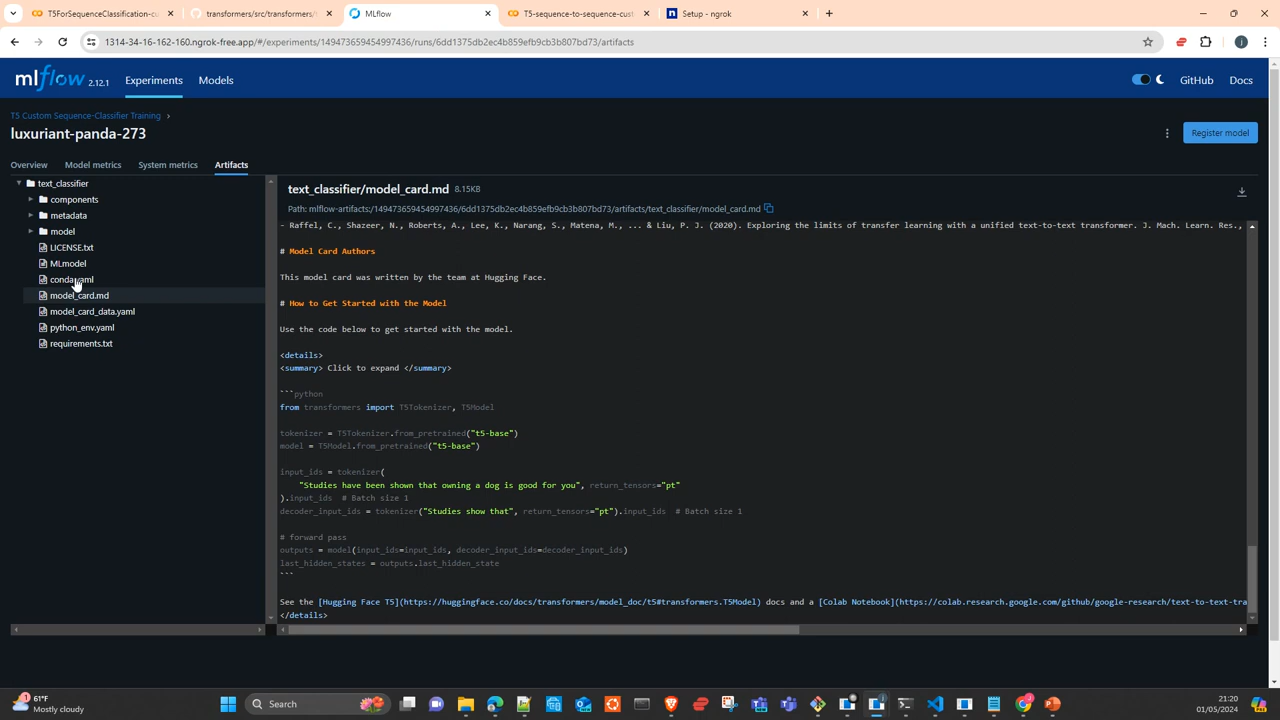 T5ForSequenceClassification-cu
transformers/src/transformers/
MLflow
T5-sequence-to-sequence-cust
Setup - ngrok
1314-34-16-162-160.ngrok-free.app/#/experiments/149473659454997436/runs/6dd1375db2ec4b859efb9cb3b807bd73/artifacts
mlflow 2.12.1 Experiments Models GitHub Docs
T5 Custom Sequence-Classifier Training
luxuriant-panda-273
Register model
Overview Model metrics System metrics Artifacts
text_classifier
components
metadata
model
LICENSE.txt
MLmodel
conda.yaml
model_card.md
model_card_data.yaml
python_env.yaml
requirements.txt
text_classifier/model_card.md 8.15KB
Path: mlflow-artifacts:/149473659454997436/6dd1375db2ec4b859efb9cb3b807bd73/artifacts/text_classifier/model_card.md
- Raffel, C., Shazeer, N., Roberts, A., Lee, K., Narang, S., Matena, M., ... & Liu, P. J. (2020). Exploring the limits of transfer learning with a unified text-to-text transformer. J. Mach. Learn. Res.,
# Model Card Authors
This model card was written by the team at Hugging Face.
# How to Get Started with the Model
Use the code below to get started with the model.
<details>
<summary> Click to expand </summary>
```python
from transformers import T5Tokenizer, T5Model
tokenizer = T5Tokenizer.from_pretrained("t5-base")
model = T5Model.from_pretrained("t5-base")
input_ids = tokenizer(
"Studies have been shown that owning a dog is good for you", return_tensors="pt"
).input_ids # Batch size 1
decoder_input_ids = tokenizer("Studies show that", return_tensors="pt").input_ids # Batch size 1
# forward pass
outputs = model(input_ids=input_ids, decoder_input_ids=decoder_input_ids)
last_hidden_states = outputs.last_hidden_state
```
See the [Hugging Face T5](https://huggingface.co/docs/transformers/model_doc/t5#transformers.T5Model) docs and a [Colab Notebook](https://colab.research.google.com/github/google-research/text-to-text-tra
</details>
61°F
Mostly cloudy
Search
21:20
01/05/2024